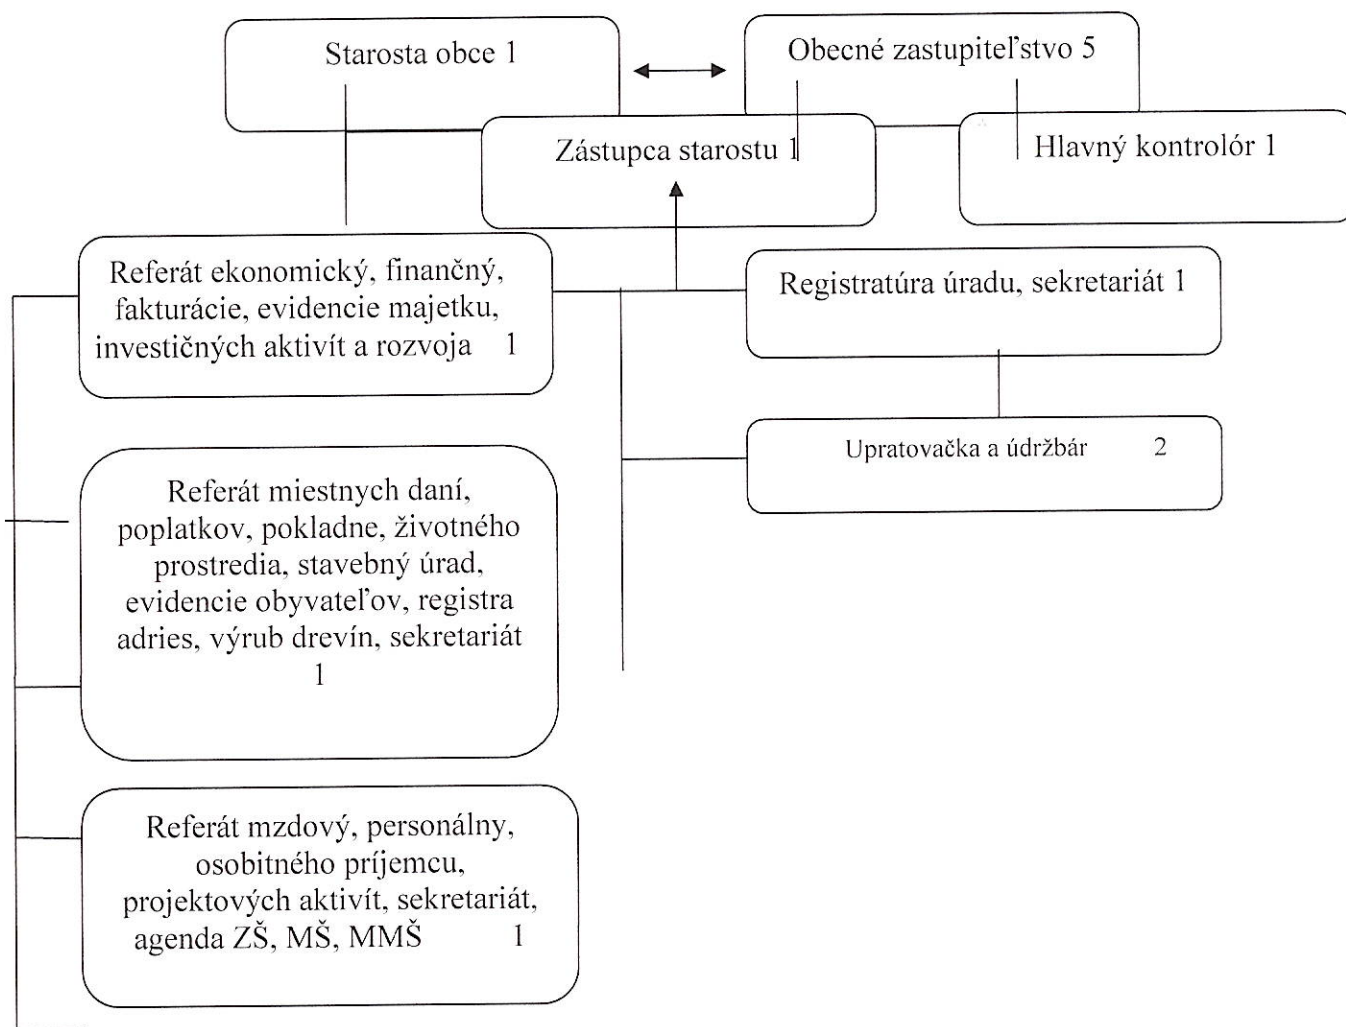 Starosta obce 1
Obecné zastupiteľstvo 5
Zástupca starostu 1
Hlavný kontrolór 1
Referát ekonomický, finančný,
fakturácie, evidencie majetku,
investičných aktivít a rozvoja 1
Registratúra úradu, sekretariát 1
Upratovačka a údržbár 2
Referát miestnych daní,
poplatkov, pokladne, životného
prostredia, stavebný úrad,
evidencie obyvateľov, registra
adries, výrub drevín, sekretariát
1
Referát mzdový, personálny,
osobitného príjemcu,
projektových aktivít, sekretariát,
agenda ZŠ, MŠ, MMŠ 1